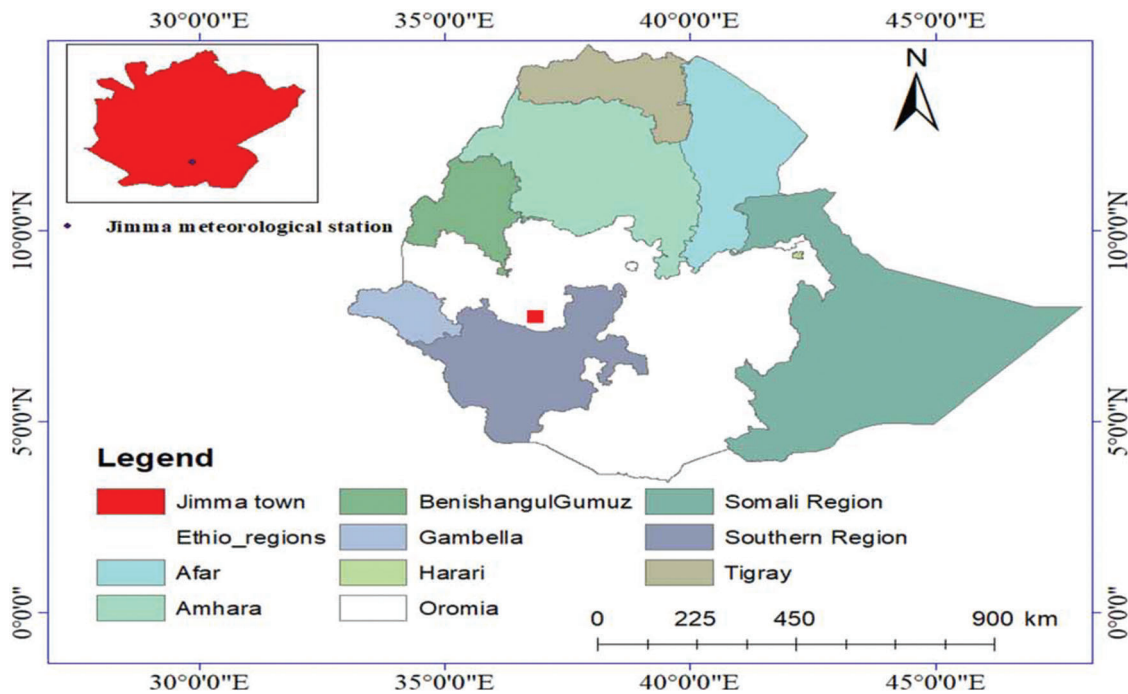 30°0'0"E 35°0'0"E 40°0'0"E 45°0'0"E
N
Jimma meteorological station
10°0'0"N
10°0'0"N
5°0'0"N
5°0'0"N
0°0'0"
0°0'0"
Legend
Jimma town
Ethio_regions
Afar
Amhara
BenishangulGumuz
Gambella
Harari
Oromia
Somali Region
Southern Region
Tigray
0 225 450 900 km
30°0'0"E 35°0'0"E 40°0'0"E 45°0'0"E